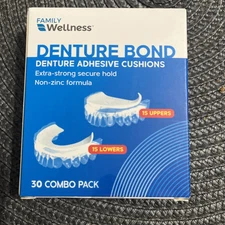 FAMILY
Wellness
DENTURE BOND
DENTURE ADHESIVE CUSHIONS
Extra-strong secure hold
Non-zinc formula
15 UPPERS
15 LOWERS
30 COMBO PACK